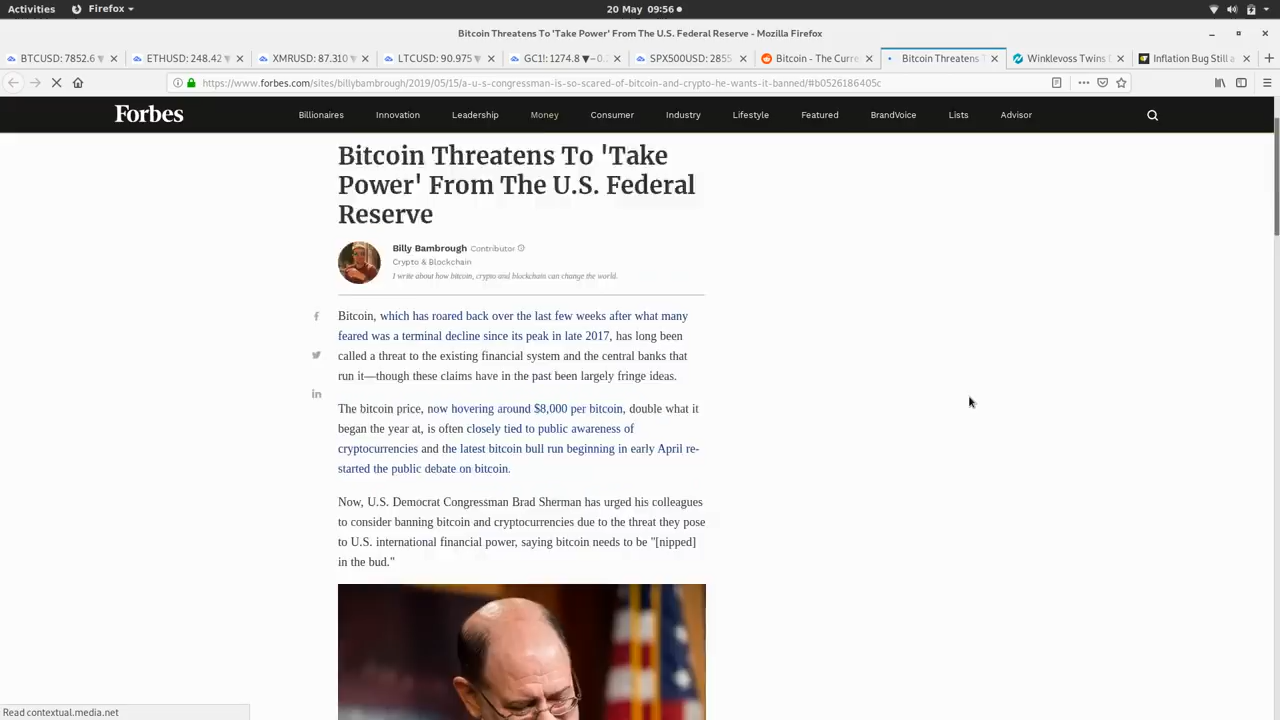 Activities Firefox 20 May 09:56
Bitcoin Threatens To 'Take Power' From The U.S. Federal Reserve - Mozilla Firefox
BTCUSD: 7852.6 ETHUSD: 248.42 XMRUSD: 87.310 LTCUSD: 90.975 GC1!: 1274.8 SPX500USD: 2855 Bitcoin - The Curre Bitcoin Threatens Winklevoss Twins Inflation Bug Still a
https://www.forbes.com/sites/billybambrough/2019/05/15/a-u-s-congressman-is-so-scared-of-bitcoin-and-crypto-he-wants-it-banned/#b0526186405c
Forbes Billionaires Innovation Leadership Money Consumer Industry Lifestyle Featured BrandVoice Lists Advisor
Bitcoin Threatens To 'Take
Power' From The U.S. Federal
Reserve
Billy Bambrough Contributor
Crypto & Blockchain
I write about how bitcoin, crypto and blockchain can change the world.
Bitcoin, which has roared back over the last few weeks after what many
feared was a terminal decline since its peak in late 2017, has long been
called a threat to the existing financial system and the central banks that
run it—though these claims have in the past been largely fringe ideas.
The bitcoin price, now hovering around $8,000 per bitcoin, double what it
began the year at, is often closely tied to public awareness of
cryptocurrencies and the latest bitcoin bull run beginning in early April re-
started the public debate on bitcoin.
Now, U.S. Democrat Congressman Brad Sherman has urged his colleagues
to consider banning bitcoin and cryptocurrencies due to the threat they pose
to U.S. international financial power, saying bitcoin needs to be "[nipped]
in the bud."
Read contextual.media.net